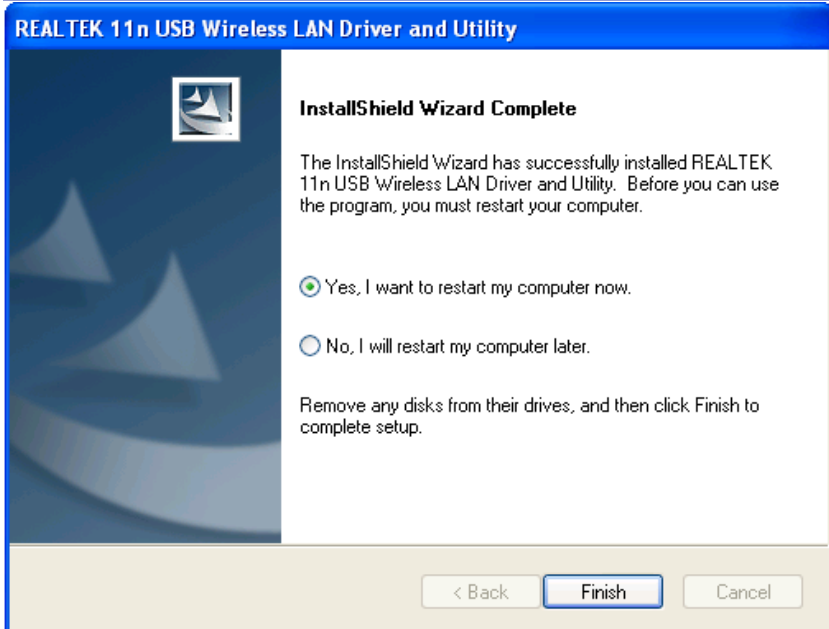 REALTEK 11n USB Wireless LAN Driver and Utility
InstallShield Wizard Complete
The InstallShield Wizard has successfully installed REALTEK
11n USB Wireless LAN Driver and Utility.  Before you can use
the program, you must restart your computer.
Yes, I want to restart my computer now.
No, I will restart my computer later.
Remove any disks from their drives, and then click Finish to
complete setup.
< Back
Finish
Cancel